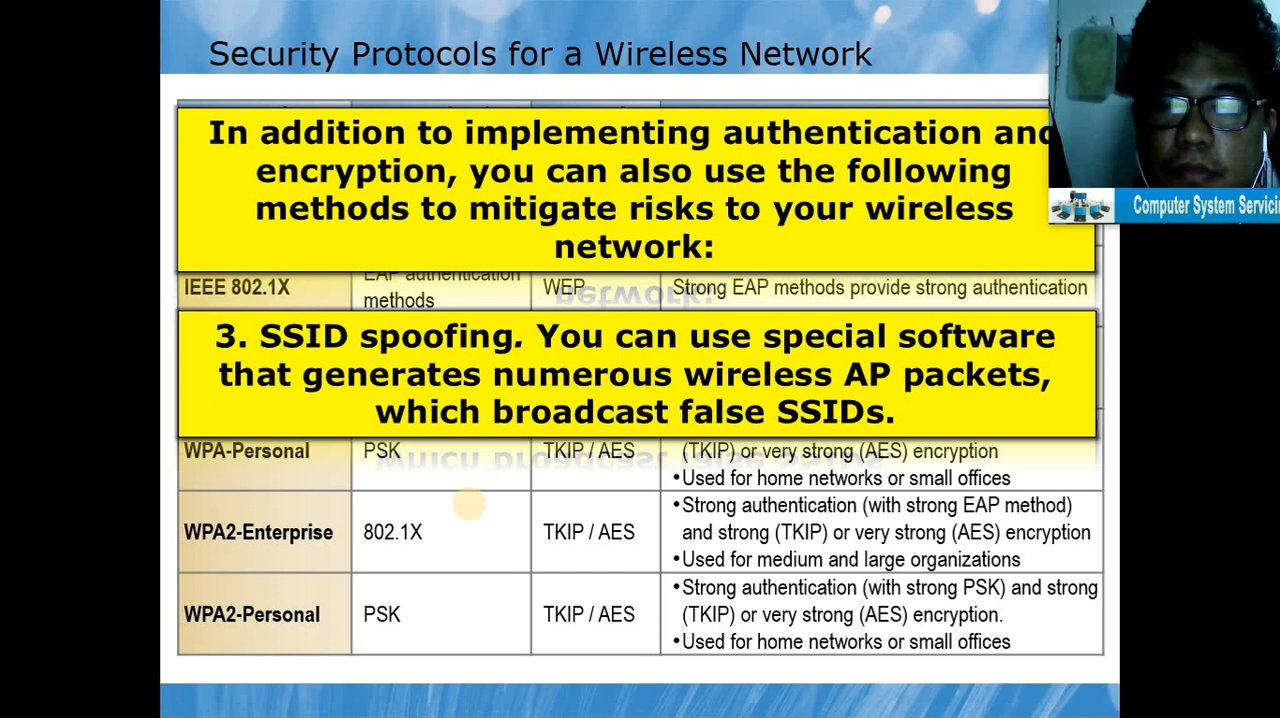 Security Protocols for a Wireless Network
In addition to implementing authentication and
encryption, you can also use the following
methods to mitigate risks to your wireless
network:
Computer System Servicin
IEEE 802.1X
EAP authentication
methods
WEP
Strong EAP methods provide strong authentication
3. SSID spoofing. You can use special software
that generates numerous wireless AP packets,
which broadcast false SSIDs.
WPA-Personal
PSK
TKIP / AES
(TKIP) or very strong (AES) encryption
•Used for home networks or small offices
WPA2-Enterprise
802.1X
TKIP / AES
•Strong authentication (with strong EAP method)
and strong (TKIP) or very strong (AES) encryption
•Used for medium and large organizations
WPA2-Personal
PSK
TKIP / AES
•Strong authentication (with strong PSK) and strong
(TKIP) or very strong (AES) encryption.
•Used for home networks or small offices